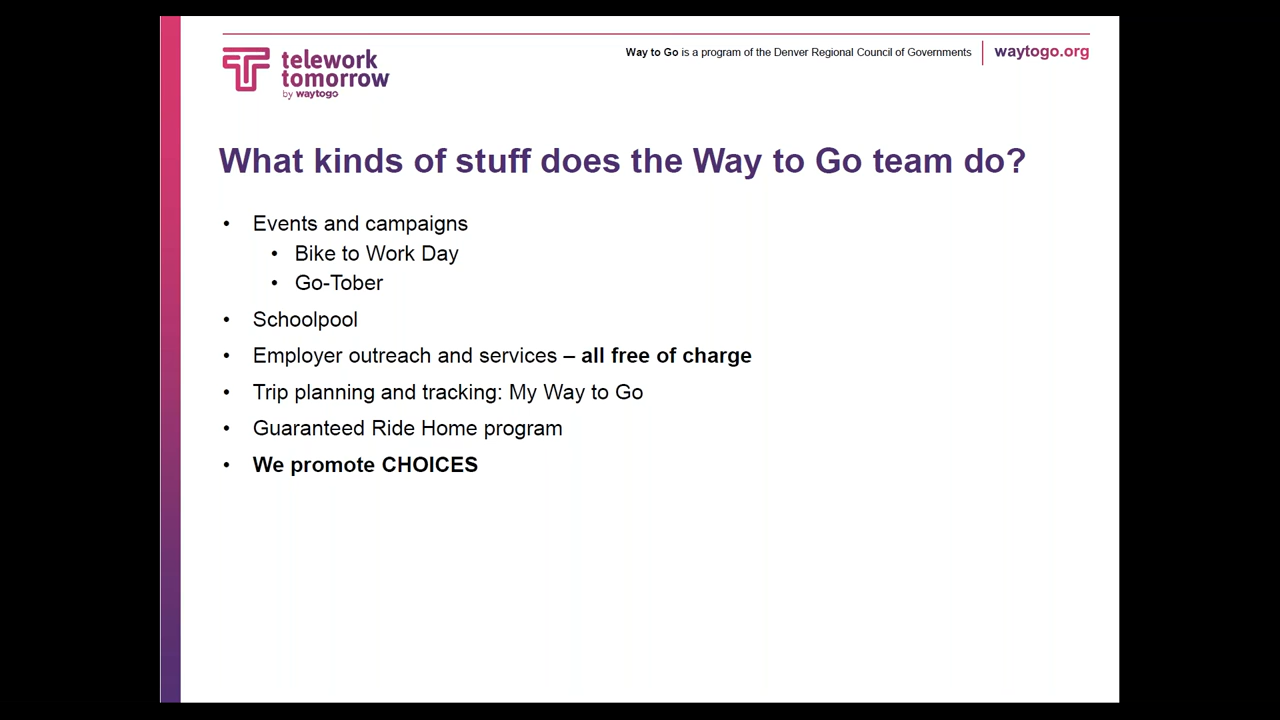 telework
tomorrow
by waytogo
Way to Go is a program of the Denver Regional Council of Governments
waytogo.org
What kinds of stuff does the Way to Go team do?
• Events and campaigns
• Bike to Work Day
• Go-Tober
• Schoolpool
• Employer outreach and services – all free of charge
• Trip planning and tracking: My Way to Go
• Guaranteed Ride Home program
• We promote CHOICES